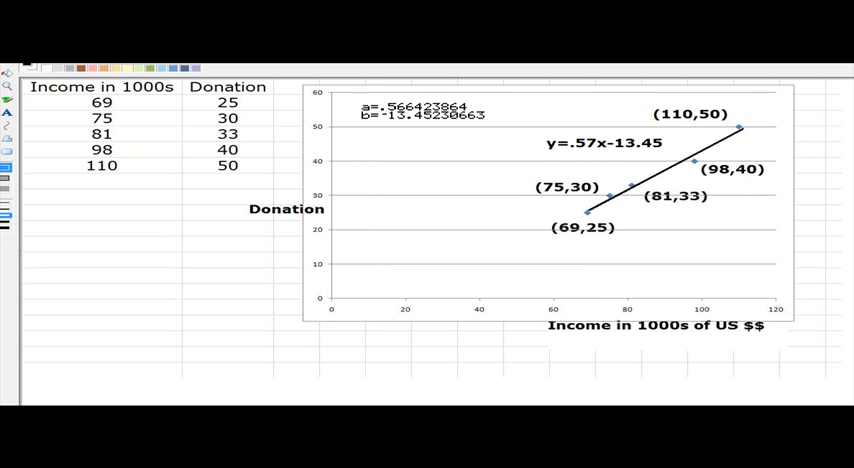 Income in 1000s Donation
69 25
75 30
81 33
98 40
110 50
60
50
40
30
20
10
0
a=.566423864
b=-13.45230663
y=.57x-13.45
(110,50)
(98,40)
(75,30)
(81,33)
(69,25)
Donation
0 20 40 60 80 100 120
Income in 1000s of US $$
A